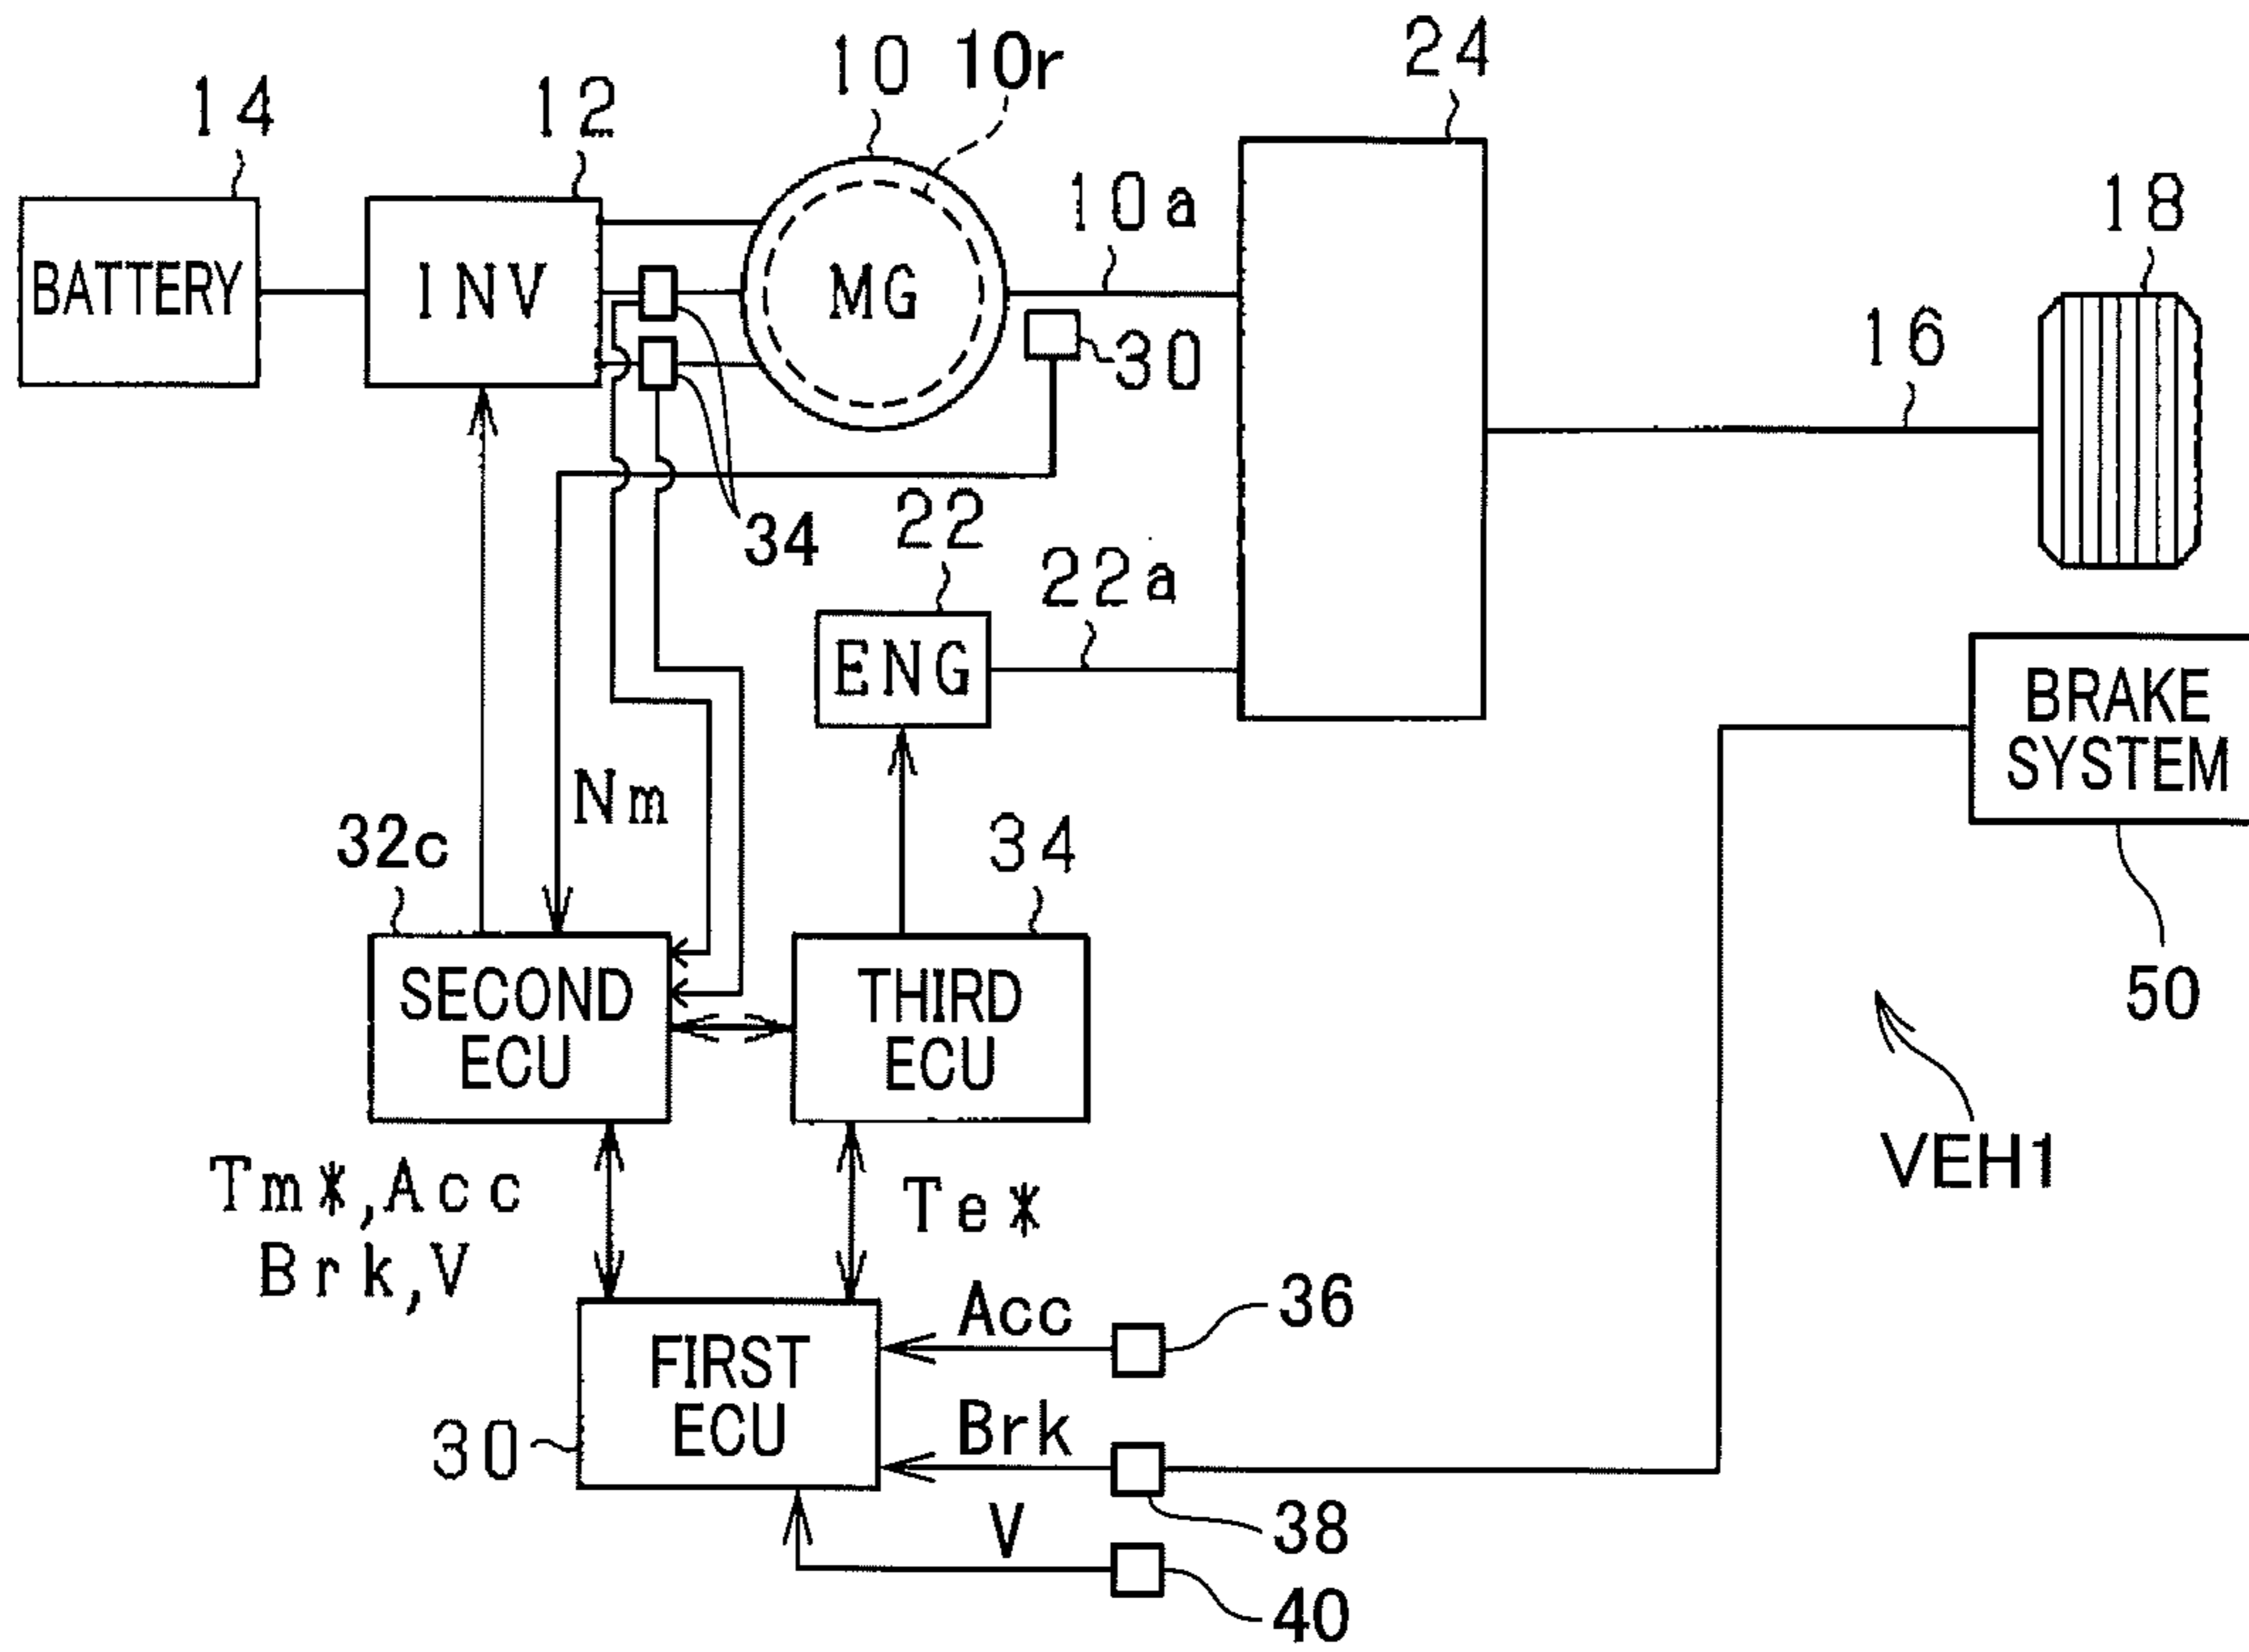 24
10 10r
14
12
10a
18
BATTERY
INV
MG
30
16
34
22
22a
ENG
BRAKE
SYSTEM
Nm
32c
34
50
SECOND
ECU
THIRD
ECU
VEH1
Tm*,Acc
Brk,V
Te*
36
Acc
FIRST
ECU
30
Brk
38
V
40